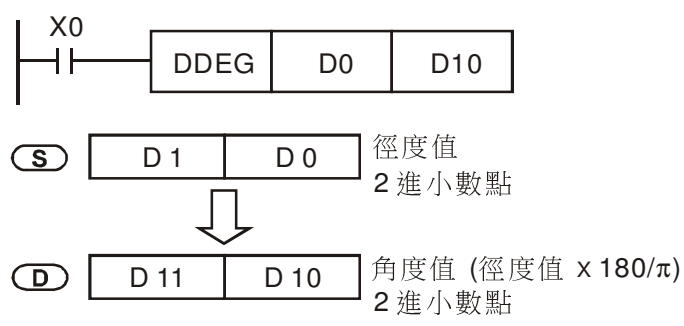 X0
DDEG D0 D10
S D 1 D 0 徑度值
2 進小數點
D D 11 D 10 角度值 (徑度值 x 180/π)
2 進小數點